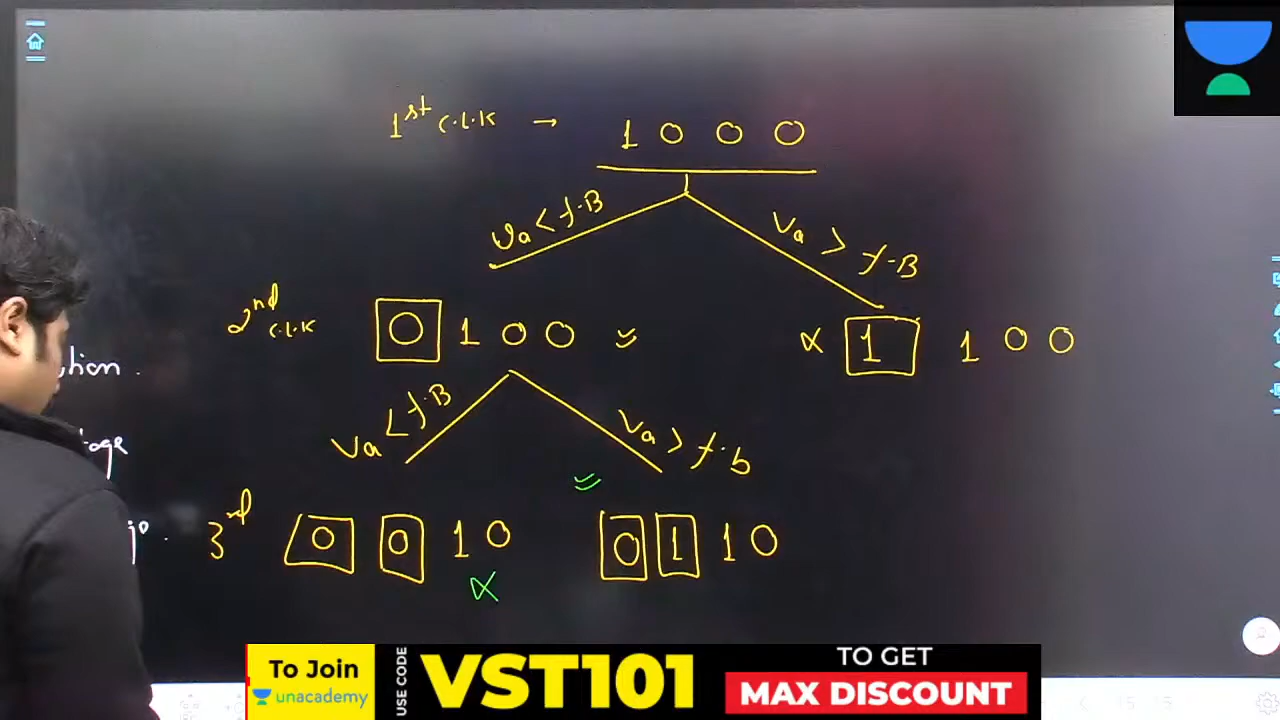 1st C.L.K → 1 0 0 0
Va < f.B
Va > f.B
2nd C.L.K 0 1 0 0
1 1 0 0
Va < f.B
Va > f.b
3rd 0 0 1 0
0 1 1 0
To Join
unacademy
USE CODE
VST101
TO GET
MAX DISCOUNT